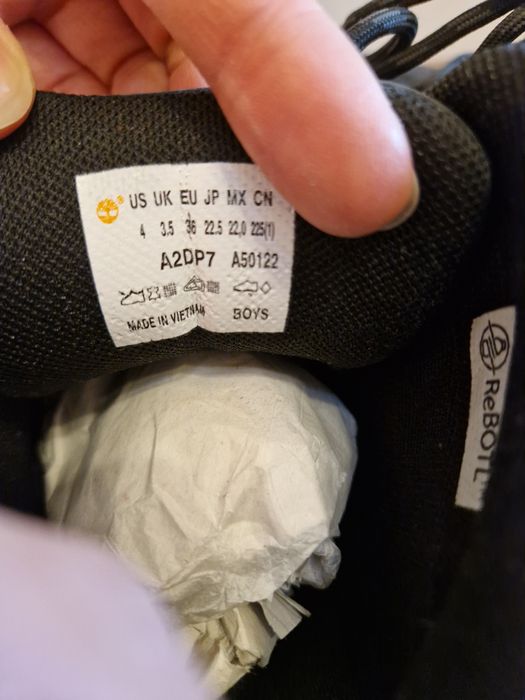 US UK EU JP MX CN
4 3.5 36 22.5 22,0 225(1)
A2DP7 A50122
MADE IN VIETNAM BOYS
ReBOTL